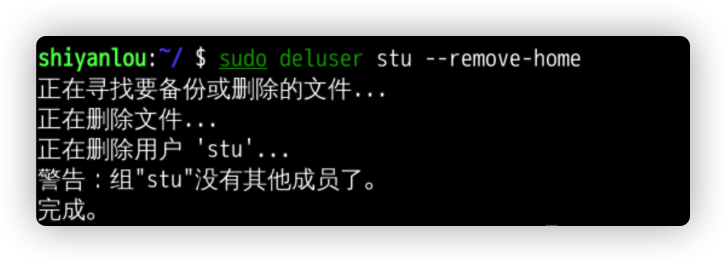 shiyanlou:~/ $ sudo deluser stu --remove-home
正在寻找要备份或删除的文件...
正在删除文件...
正在删除用户 'stu'...
警告：组"stu"没有其他成员了。
完成。